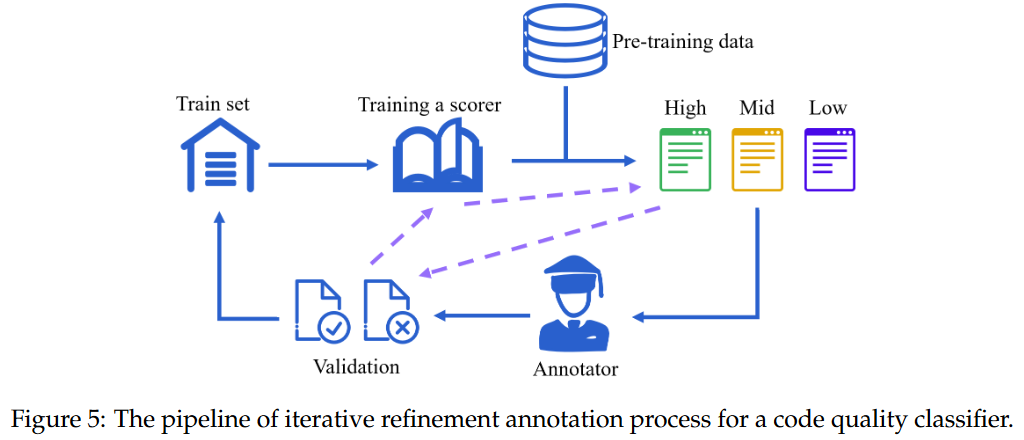 Pre-training data
Train set
Training a scorer
High
Mid
Low
Validation
Annotator
Figure 5: The pipeline of iterative refinement annotation process for a code quality classifier.